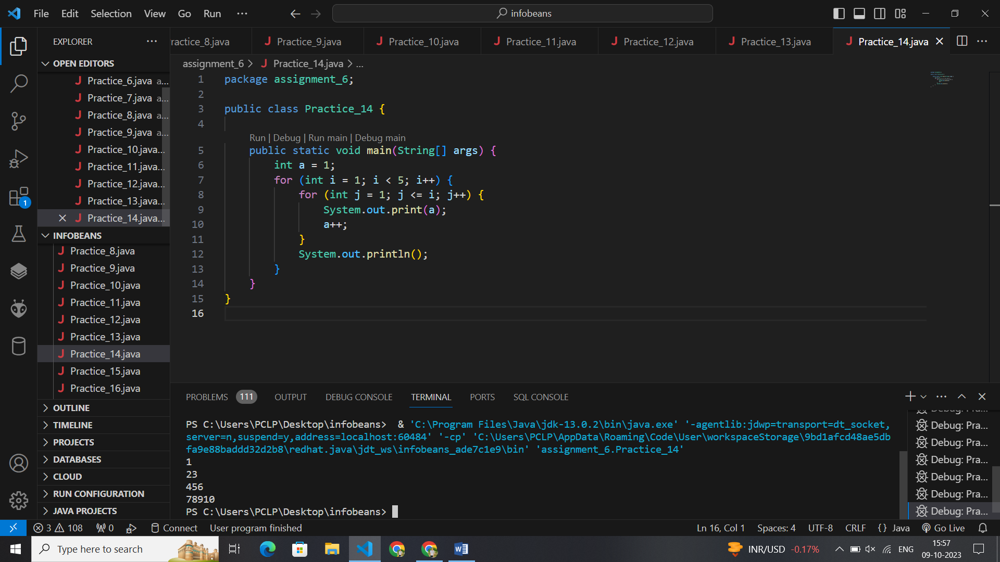 File Edit Selection View Go Run ··· infobeans
EXPLORER ···
Practice_9.java Practice_10.java Practice_11.java Practice_12.java Practice_13.java Practice_14.java
OPEN EDITORS
Practice_6.java a...
Practice_7.java a...
Practice_8.java a...
Practice_9.java a...
Practice_10.java...
Practice_11.java...
Practice_12.java...
Practice_13.java...
Practice_14.java...
INFOBEANS
Practice_8.java
Practice_9.java
Practice_10.java
Practice_11.java
Practice_12.java
Practice_13.java
Practice_14.java
Practice_15.java
Practice_16.java
OUTLINE
TIMELINE
PROJECTS
DATABASES
CLOUD
RUN CONFIGURATION
JAVA PROJECTS
1
assignment_6 > Practice_14.java > ...
1 package assignment_6;
2
3 public class Practice_14 {
4
Run | Debug | Run main | Debug main
5 public static void main(String[] args) {
6 int a = 1;
7 for (int i = 1; i < 5; i++) {
8 for (int j = 1; j <= i; j++) {
9 System.out.print(a);
10 a++;
11 }
12 System.out.println();
13 }
14 }
15 }
16
PROBLEMS 111 OUTPUT DEBUG CONSOLE TERMINAL PORTS SQL CONSOLE
PS C:\Users\PCLP\Desktop\infobeans> & 'C:\Program Files\Java\jdk-13.0.2\bin\java.exe' '-agentlib:jdwp=transport=dt_socket,
server=n,suspend=y,address=localhost:60484' '-cp' 'C:\Users\PCLP\AppData\Roaming\Code\User\workspaceStorage\9bd1afcd48ae5db
fa9e88baddd32d2b8\redhat.java\jdt_ws\infobeans_ade7c1e9\bin' 'assignment_6.Practice_14'
1
23
456
78910
PS C:\Users\PCLP\Desktop\infobeans>
Debug: Pra...
Debug: Pra...
Debug: Pra...
Debug: Pra...
Debug: Pra...
Debug: Pra...
3 108 0 Connect User program finished Ln 16, Col 1 Spaces: 4 UTF-8 CRLF {} Java Go Live
Type here to search INR/USD -0.17% ENG 15:57
09-10-2023